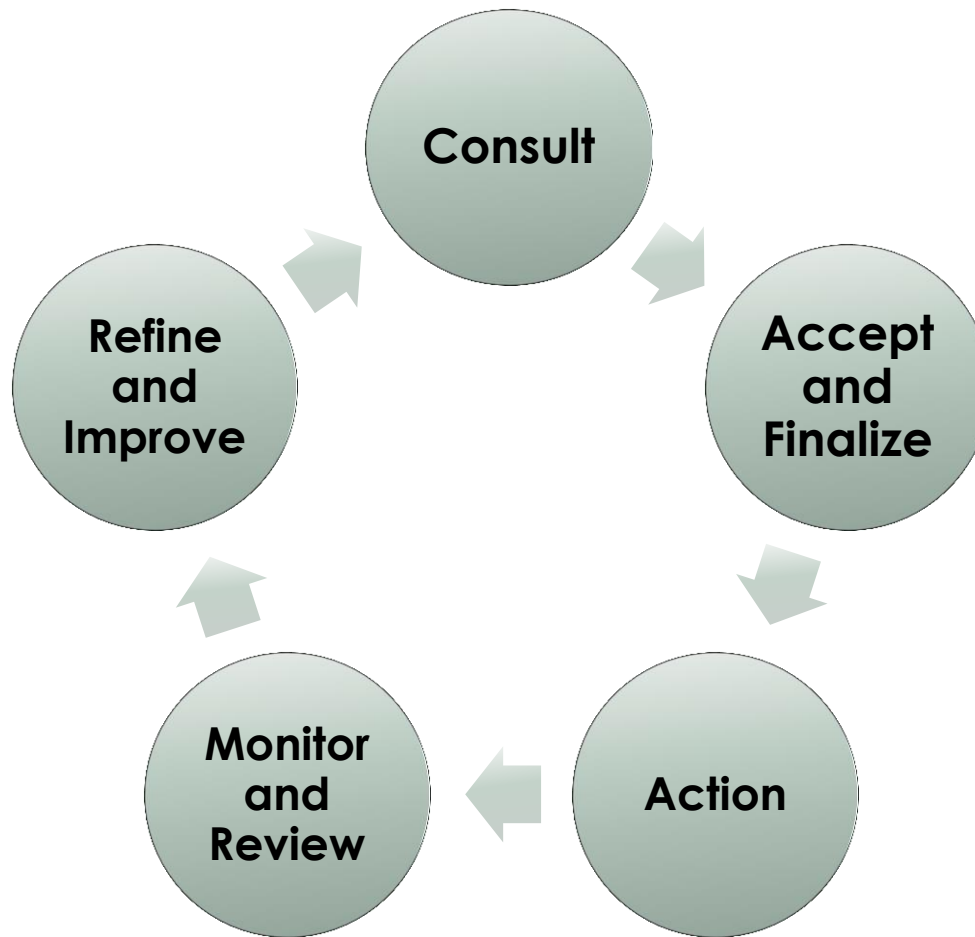 Consult
Accept
and
Finalize
Action
Monitor
and
Review
Refine
and
Improve